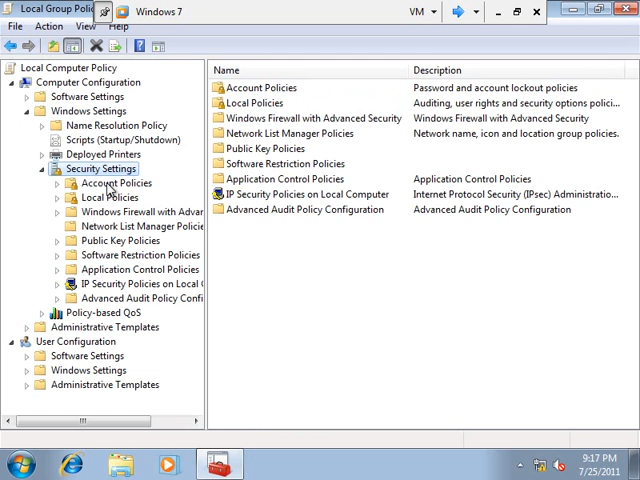 Local Group Polic
Windows 7
VM
File Action View Help
Local Computer Policy
Computer Configuration
Software Settings
Windows Settings
Name Resolution Policy
Scripts (Startup/Shutdown)
Deployed Printers
Security Settings
Account Policies
Local Policies
Windows Firewall with Advan
Network List Manager Policie
Public Key Policies
Software Restriction Policies
Application Control Policies
IP Security Policies on Local C
Advanced Audit Policy Confi
Policy-based QoS
Administrative Templates
User Configuration
Software Settings
Windows Settings
Administrative Templates
Name Description
Account Policies Password and account lockout policies
Local Policies Auditing, user rights and security options polici...
Windows Firewall with Advanced Security Windows Firewall with Advanced Security
Network List Manager Policies Network name, icon and location group policies.
Public Key Policies
Software Restriction Policies
Application Control Policies Application Control Policies
IP Security Policies on Local Computer Internet Protocol Security (IPsec) Administratio...
Advanced Audit Policy Configuration Advanced Audit Policy Configuration
9:17 PM
7/25/2011